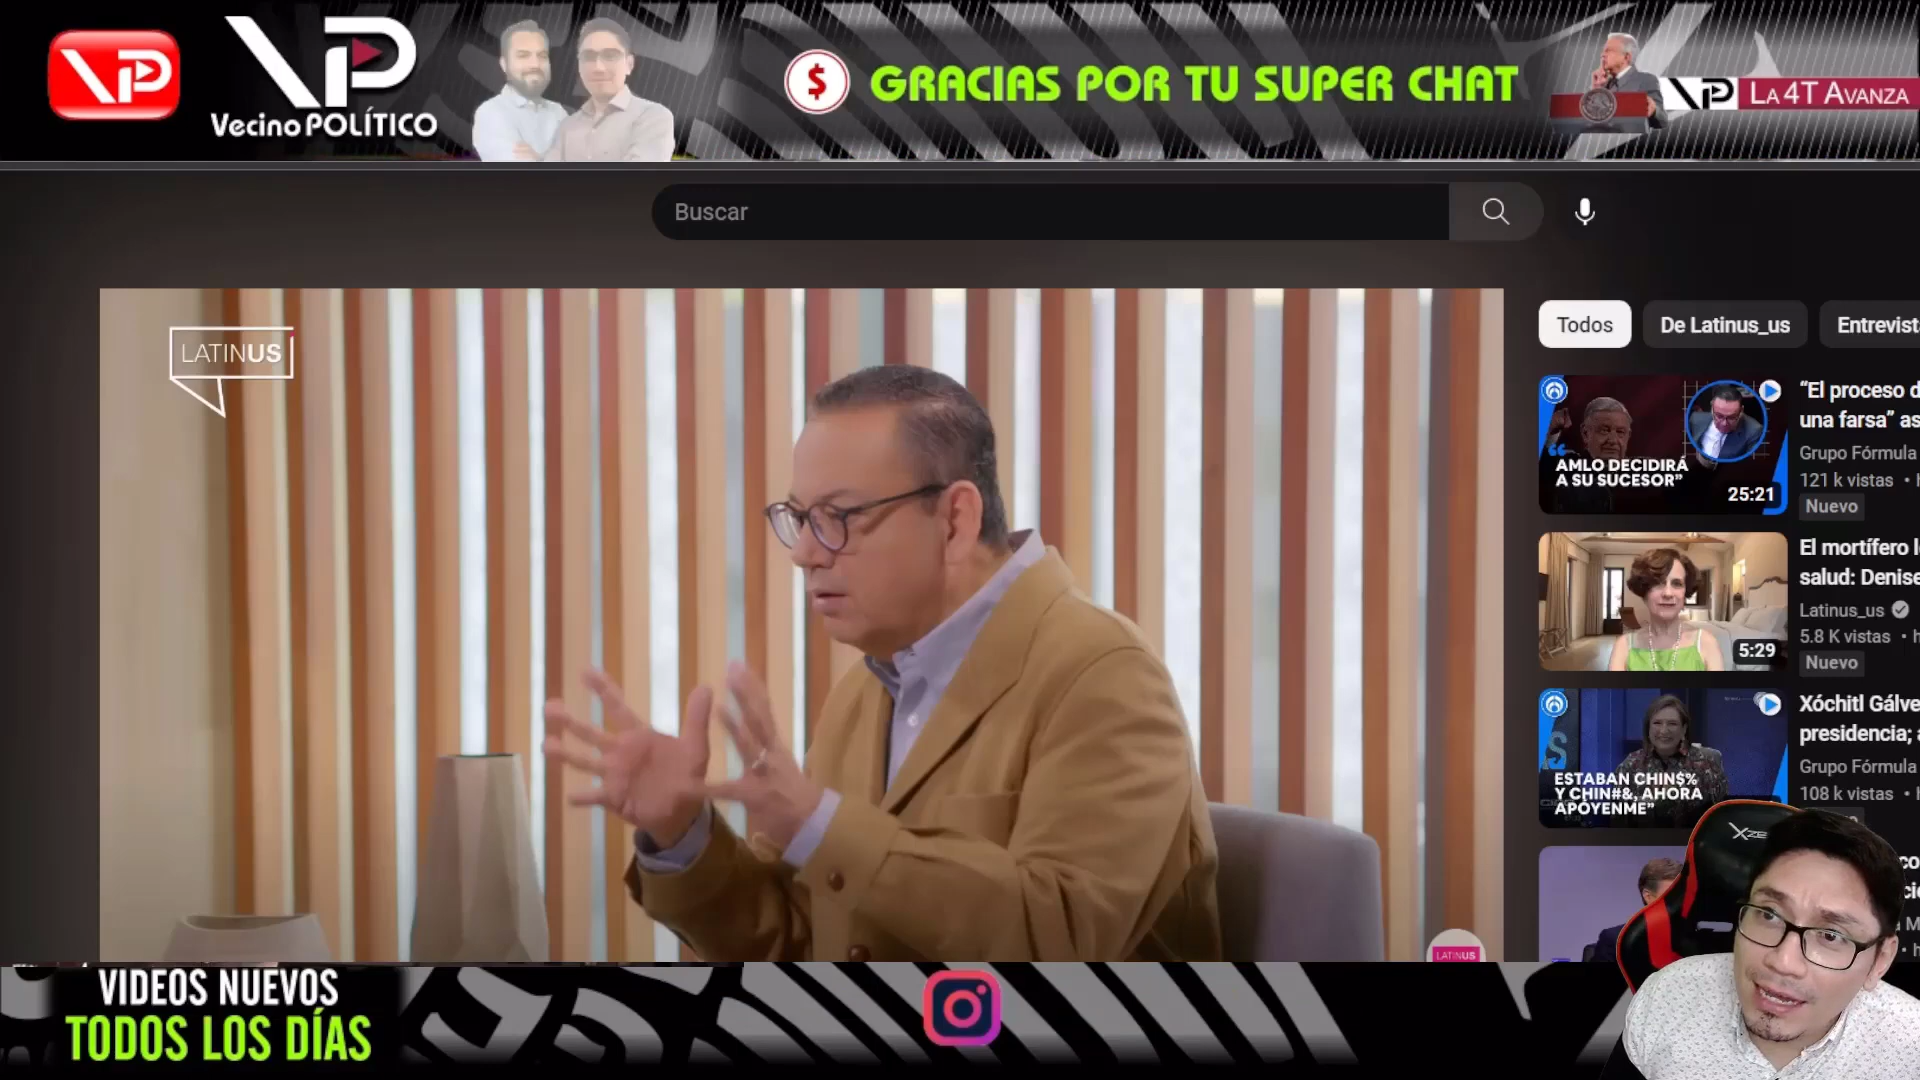 VP
VP
Vecino POLÍTICO
$ GRACIAS POR TU SUPER CHAT
VP LA 4T AVANZA
Buscar
LATINUS
Todos
De Latinus_us
Entrevist
AMLO DECIDIRÁ
A SU SUCESOR”
25:21
“El proceso d
una farsa” as
Grupo Fórmula
121 k vistas •
Nuevo
5:29
El mortífero l
salud: Denise
Latinus_us
5.8 K vistas •
Nuevo
ESTABAN CHIN$%
Y CHIN#&, AHORA
APÓYENME”
Xóchitl Gálve
presidencia; a
Grupo Fórmula
108 k vistas •
LATINUS
VIDEOS NUEVOS
TODOS LOS DÍAS